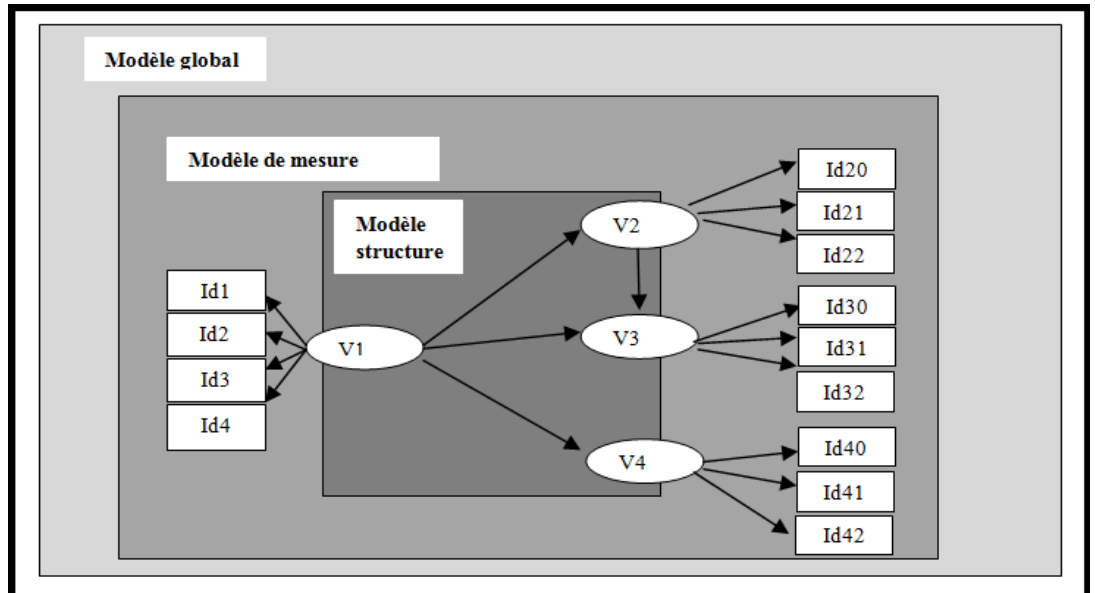 Modèle global
Modèle de mesure
Modèle
structure
Id1
Id2
Id3
Id4
V1
V2
V3
V4
Id20
Id21
Id22
Id30
Id31
Id32
Id40
Id41
Id42